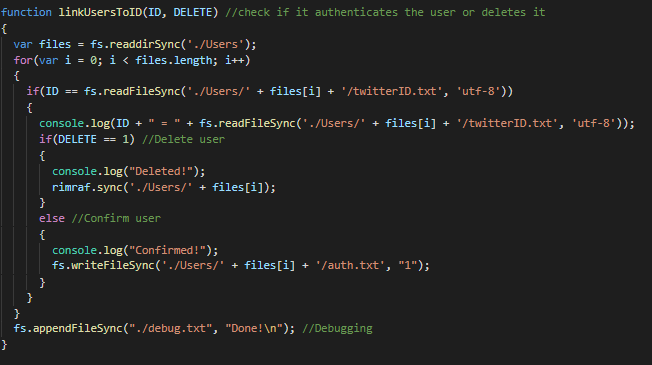 function linkUsersToID(ID, DELETE) //check if it authenticates the user or deletes it
{
  var files = fs.readdirSync('./Users');
  for(var i = 0; i < files.length; i++)
  {
    if(ID == fs.readFileSync('./Users/' + files[i] + '/twitterID.txt', 'utf-8'))
    {
      console.log(ID + " = " + fs.readFileSync('./Users/' + files[i] + '/twitterID.txt', 'utf-8'));
      if(DELETE == 1) //Delete user
      {
        console.log("Deleted!");
        rimraf.sync('./Users/' + files[i]);
      }
      else //Confirm user
      {
        console.log("Confirmed!");
        fs.writeFileSync('./Users/' + files[i] + '/auth.txt', "1");
      }
    }
  }
  fs.appendFileSync("./debug.txt", "Done!\n"); //Debugging
}